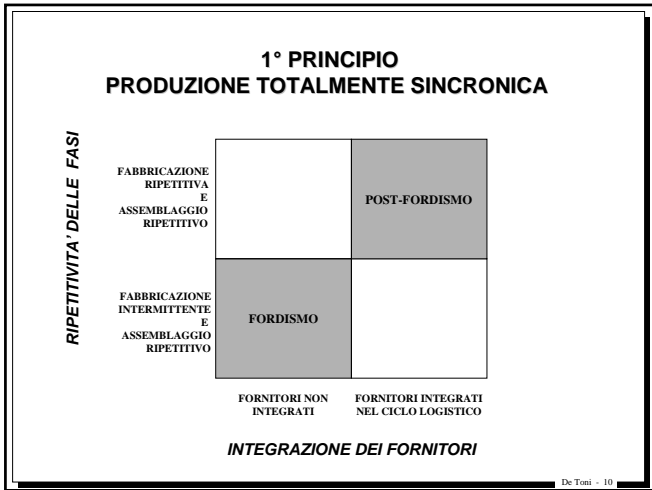 1° PRINCIPIO
PRODUZIONE TOTALMENTE SINCRONICA
RIPETITIVITA' DELLE FASI
FABBRICAZIONE
RIPETITIVA
E
ASSEMBLAGGIO
RIPETITIVO
POST-FORDISMO
FABBRICAZIONE
INTERMITTENTE
E
ASSEMBLAGGIO
RIPETITIVO
FORDISMO
FORNITORI NON
INTEGRATI
FORNITORI INTEGRATI
NEL CICLO LOGISTICO
INTEGRAZIONE DEI FORNITORI
De Toni - 10